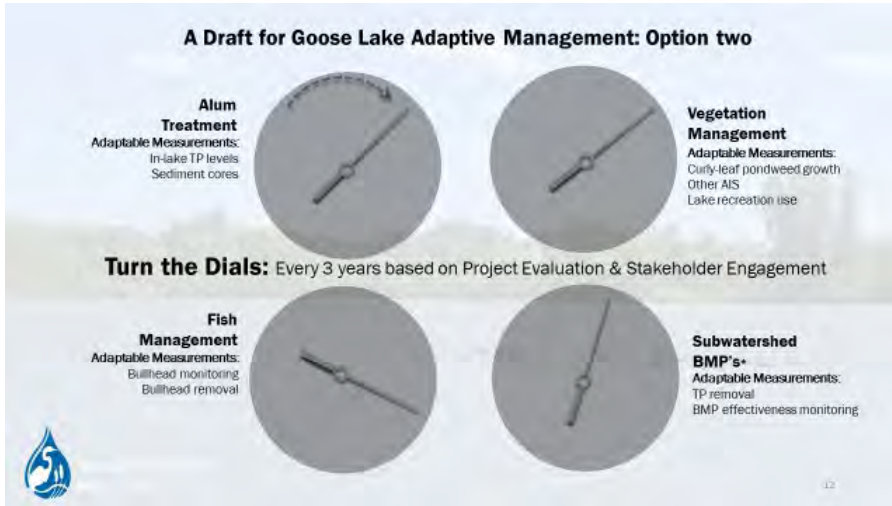 A Draft for Goose Lake Adaptive Management: Option two
Alum
Treatment
Adaptable Measurements:
In-lake TP levels
Sediment cores
Vegetation
Management
Adaptable Measurements:
Curly-leaf pondweed growth
Other AIS
Lake recreation use
Turn the Dials: Every 3 years based on Project Evaluation & Stakeholder Engagement
Fish
Management
Adaptable Measurements:
Bullhead monitoring
Bullhead removal
Subwatershed
BMP's*
Adaptable Measurements:
TP removal
BMP effectiveness monitoring
12